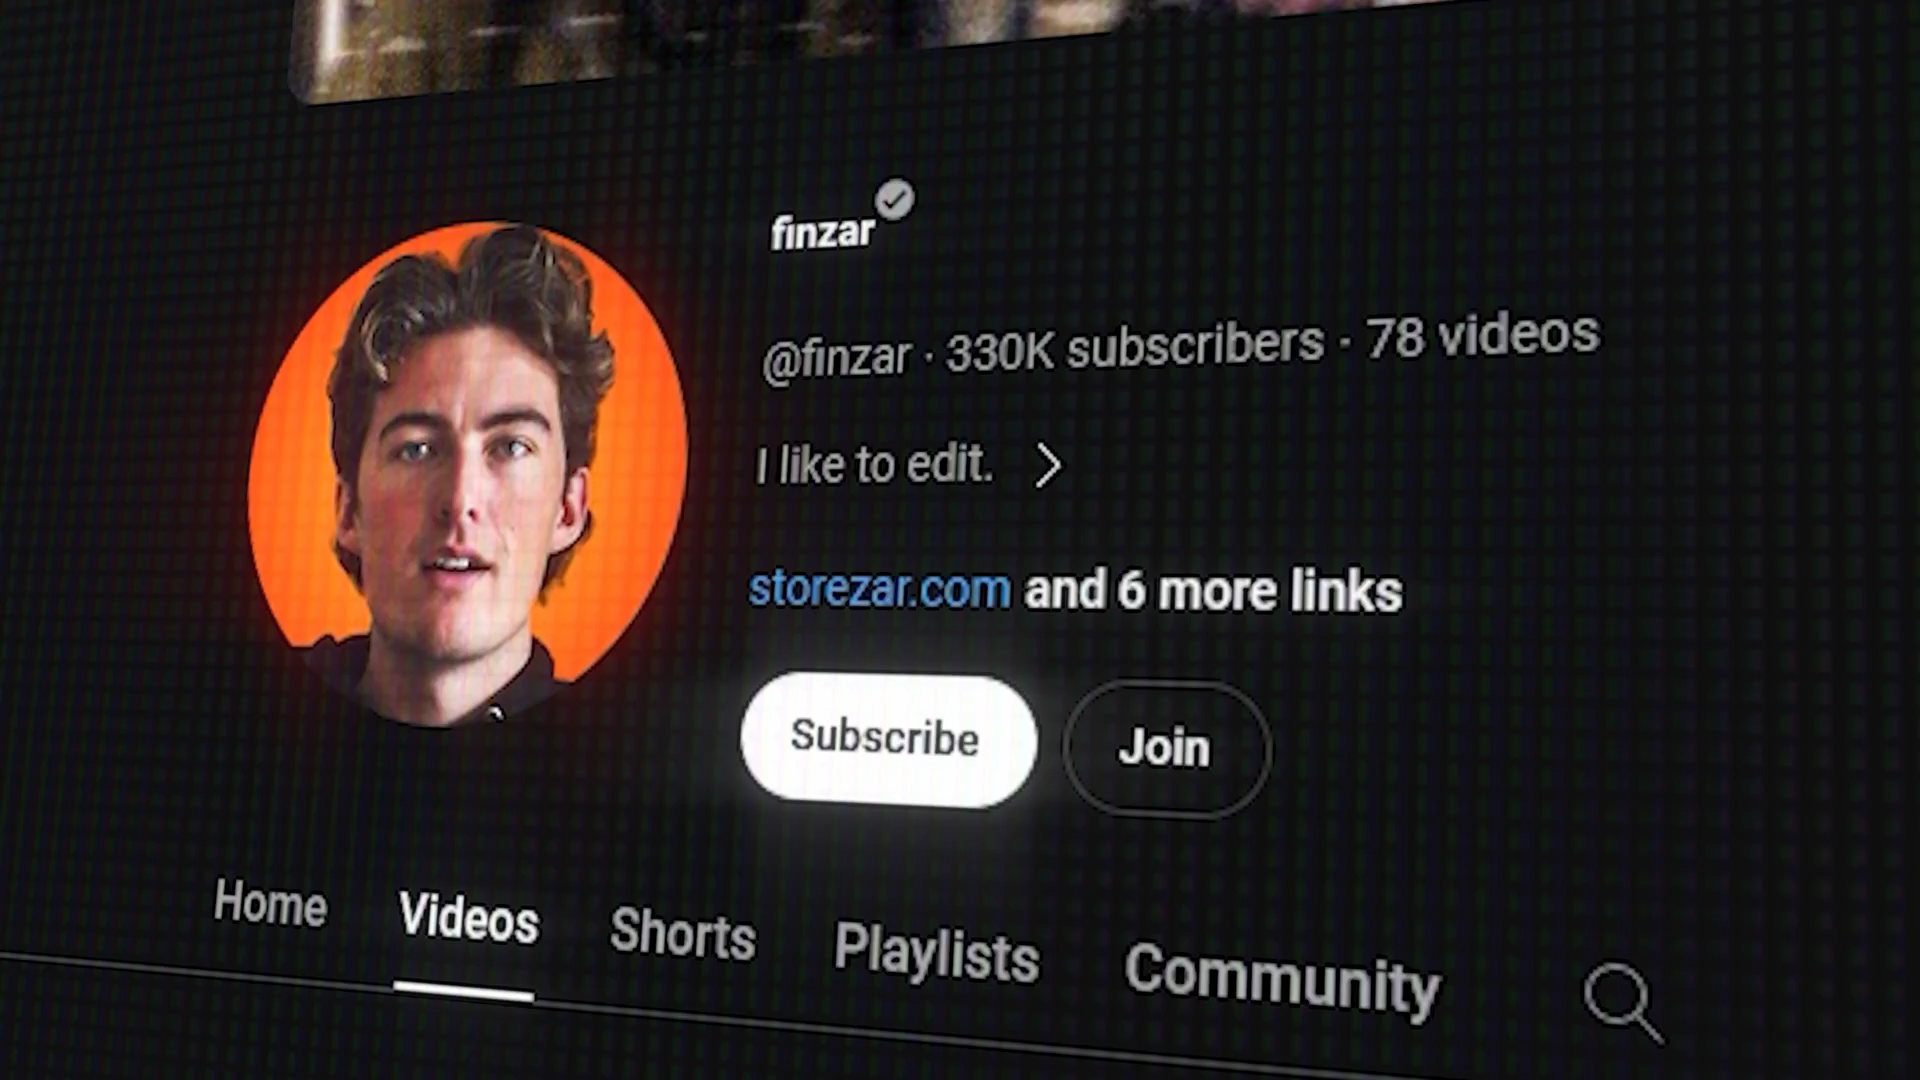 finzar
@finzar · 330K subscribers · 78 videos
I like to edit.
storezar.com and 6 more links
Subscribe Join
Home Videos Shorts Playlists Community